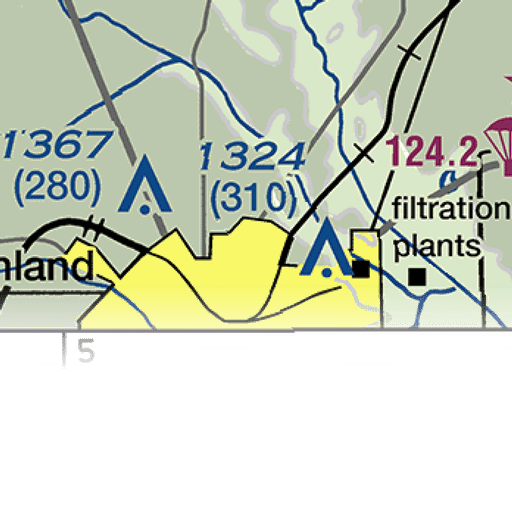 1367
(280)
1324
(310)
124.2
filtration
plants
nland
5